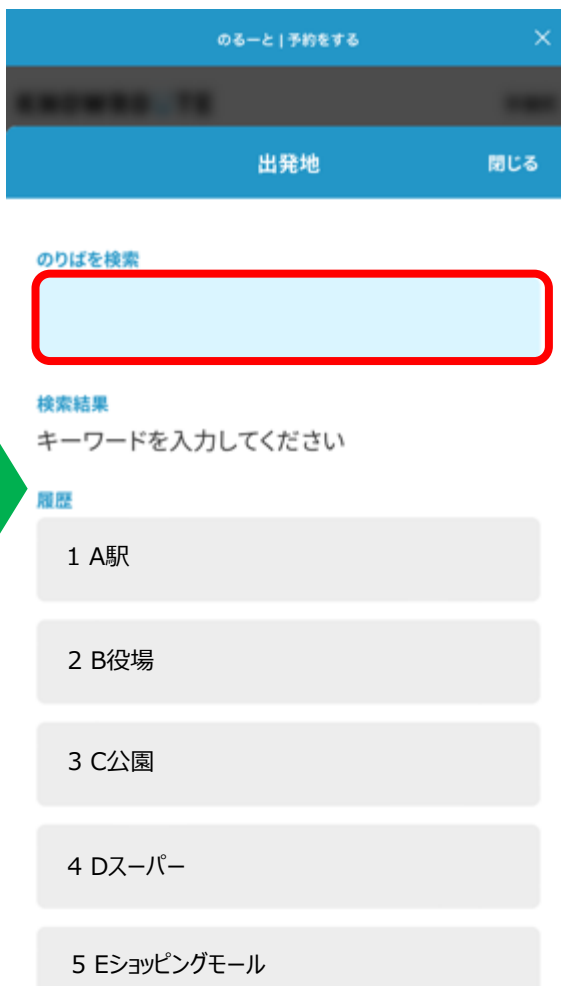 のるーと | 予約をする ×
出発地 閉じる
のりばを検索
検索結果
キーワードを入力してください
履歴
1 A駅
2 B役場
3 C公園
4 Dスーパー
5 Eショッピングモール